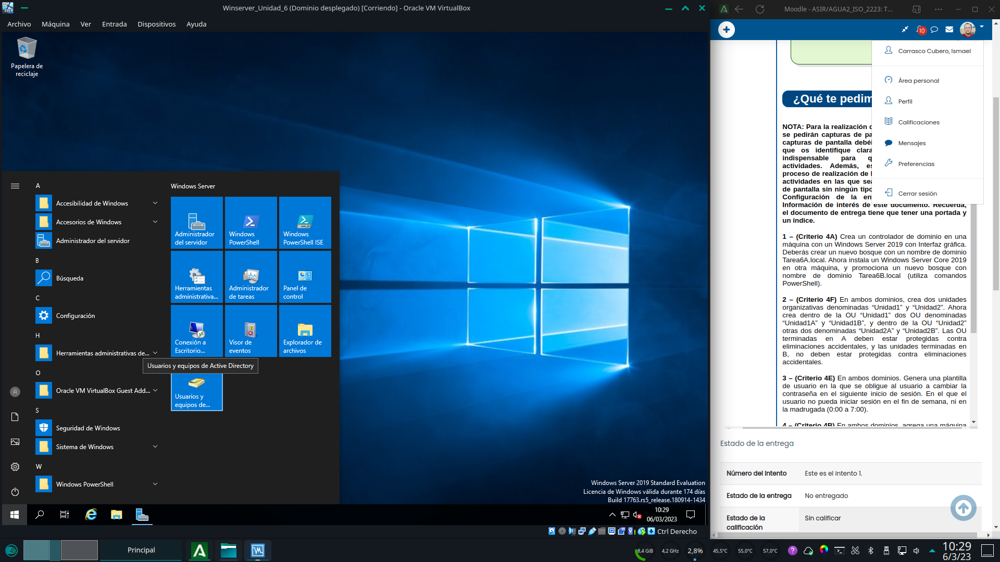 Winserver_Unidad_6 (Dominio desplegado) [Corriendo] - Oracle VM VirtualBox
Archivo Máquina Ver Entrada Dispositivos Ayuda
Papelera de
reciclaje
A
Accesibilidad de Windows
Accesorios de Windows
Administrador del servidor
B
Búsqueda
C
Configuración
H
Herramientas administrativas de...
O
Oracle VM VirtualBox Guest Add...
S
Seguridad de Windows
Sistema de Windows
W
Windows PowerShell
Windows Server
Administrador
del servidor
Windows
PowerShell
Windows
PowerShell ISE
Herramientas
administrativa...
Administrador
de tareas
Panel de
control
Conexión a
Escritorio...
Visor de
eventos
Explorador de
archivos
Usuarios y equipos de Active Directory
Usuarios y
equipos de...
Windows Server 2019 Standard Evaluation
Licencia de Windows válida durante 174 días
Build 17763.rs5_release.180914-1434
10:29
06/03/2023
Ctrl Derecho
Moodle - ASIR/AGUA2_ISO_2223: T...
10
Carrasco Cubero, Ismael
Área personal
Perfil
Calificaciones
Mensajes
Preferencias
Cerrar sesión
¿Qué te pedim
NOTA: Para la realización
se pedirán capturas de pa
capturas de pantalla debéi
que os identifique clara
indispensable para q
actividades. Además, es
proceso de realización de l
actividades en las que sea
de pantalla sin ningún tipo
Configuración de la en
Información de interés de este documento. Recuerda,
el documento de entrega tiene que tener una portada y
un índice.
1 – (Criterio 4A) Crea un controlador de dominio en una
máquina con un Windows Server 2019 con Interfaz gráfica.
Deberás crear un nuevo bosque con un nombre de dominio
Tarea6A.local. Ahora instala un Windows Server Core 2019
en otra máquina, y promociona un nuevo bosque con
nombre de dominio Tarea6B.local (utiliza comandos
PowerShell).
2 – (Criterio 4F) En ambos dominios, crea dos unidades
organizativas denominadas “Unidad1” y “Unidad2”. Ahora
crea dentro de la OU “Unidad1” dos OU denominadas
“Unidad1A” y “Unidad1B”, y dentro de la OU “Unidad2”
otras dos denominadas “Unidad2A” y “Unidad2B”. Las OU
terminadas en A deben estar protegidas contra
eliminaciones accidentales, y las unidades terminadas en
B, no deben estar protegidas contra eliminaciones
accidentales.
3 – (Criterio 4E) En ambos dominios. Genera una plantilla
de usuario en la que se obligue al usuario a cambiar la
contraseña en el siguiente inicio de sesión. En el que el
usuario no pueda iniciar sesión en el fin de semana, ni en
la madrugada (0:00 a 7:00).
4 – (Criterio 4B) En ambos dominios, agrega una máquina
Estado de la entrega
Número del Intento Este es el intento 1.
Estado de la entrega No entregado
Estado de la
calificación
Sin calificar
Principal
8,4 GiB
4,2 GHz
2,8%
45,5°C
55,0°C
57,0°C
10:29
6/3/23